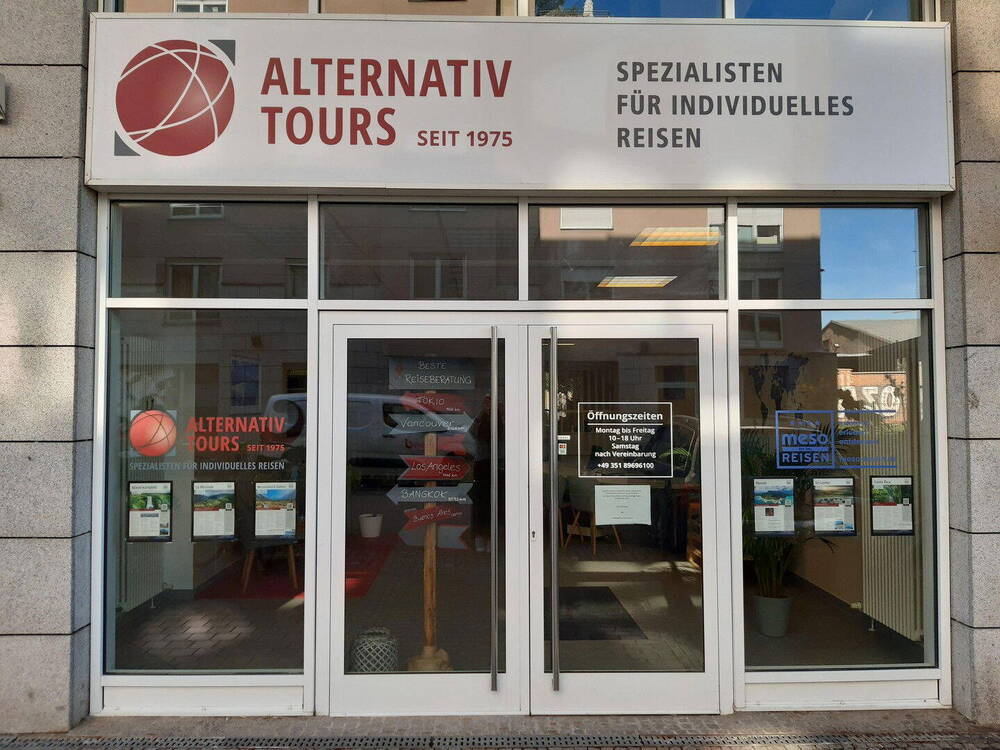 ALTERNATIV
TOURS SEIT 1975
SPEZIALISTEN
FÜR INDIVIDUELLES
REISEN
ALTERNATIV
TOURS SEIT 1975
SPEZIALISTEN FÜR INDIVIDUELLES REISEN
BESTE
REISEBERATUNG
TOKIO
Vancouver
Los Angeles
BANGKOK
Buenos Aires
Öffnungszeiten
Montag bis Freitag
10–18 Uhr
Samstag
nach Vereinbarung
+49 351 89696100
meso
REISEN
Costa Rica